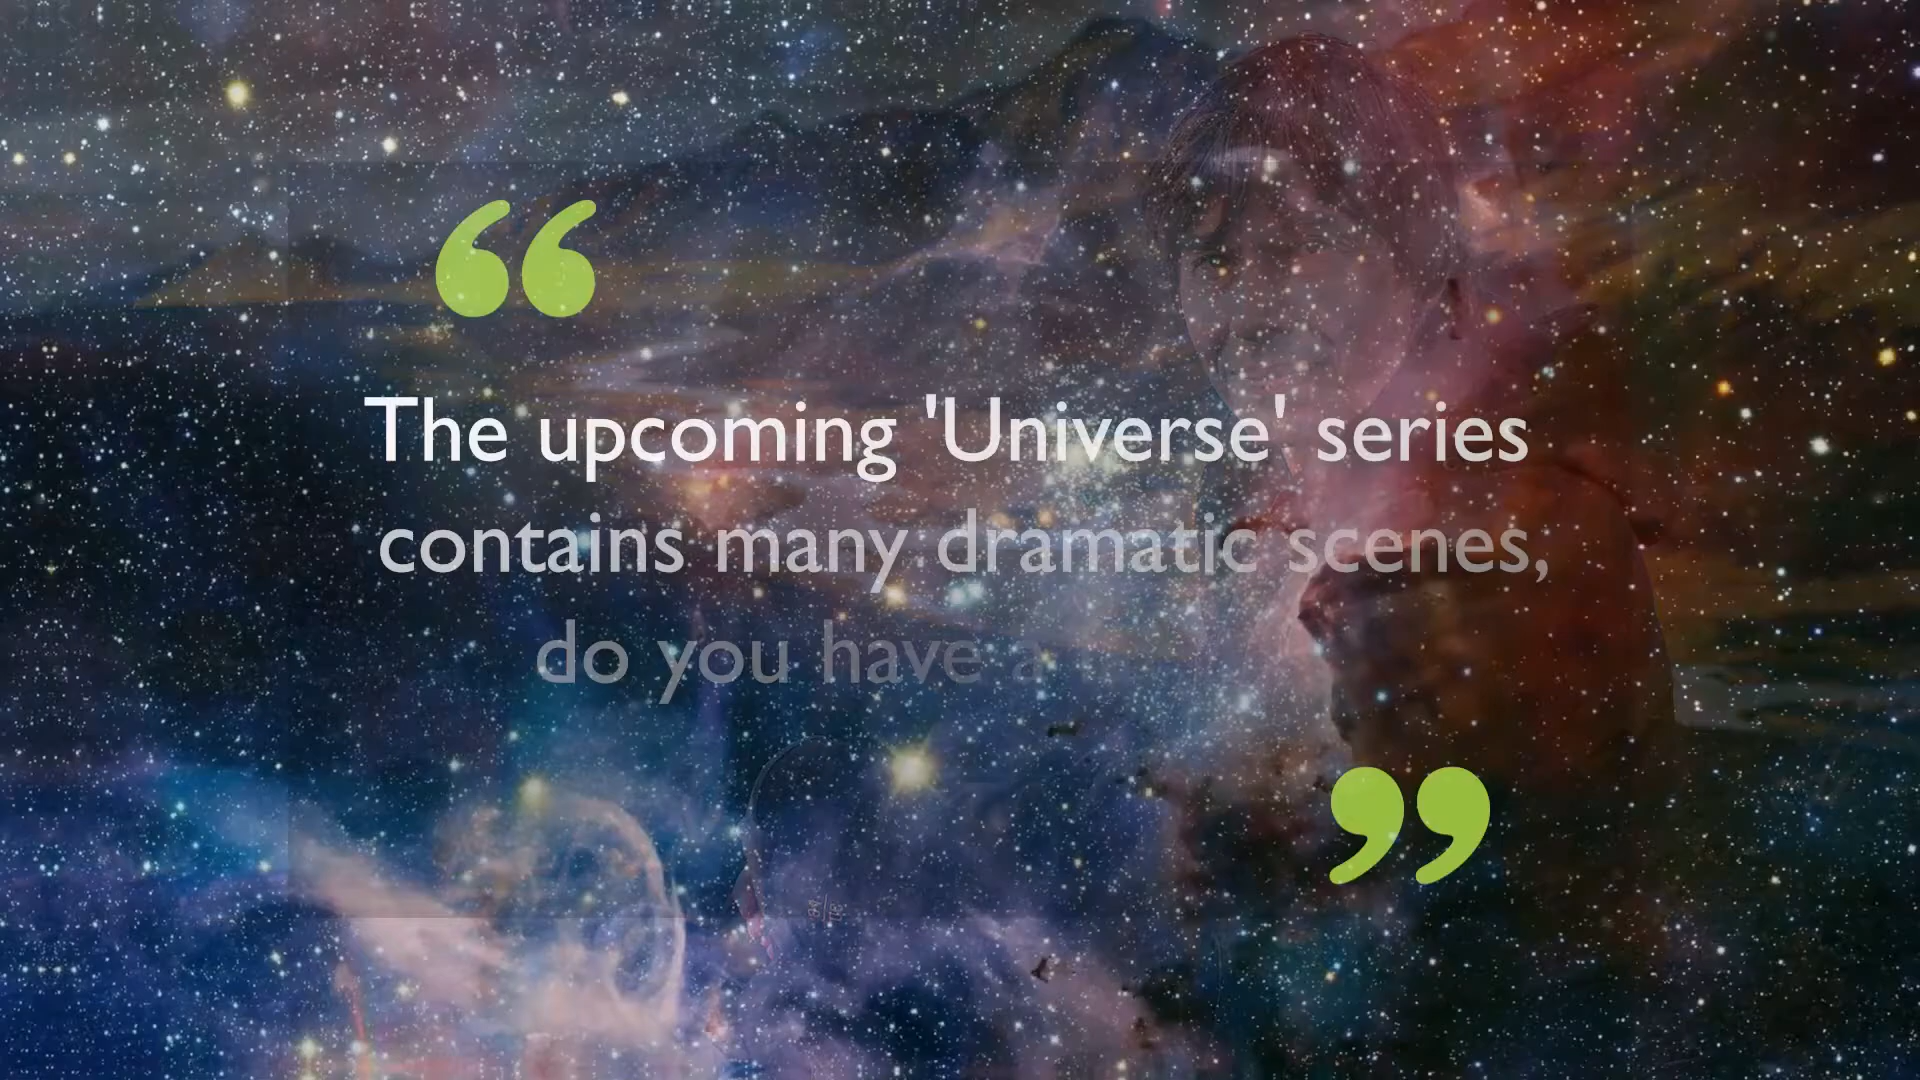 The upcoming 'Universe' series
contains many dramatic scenes,
do you have a